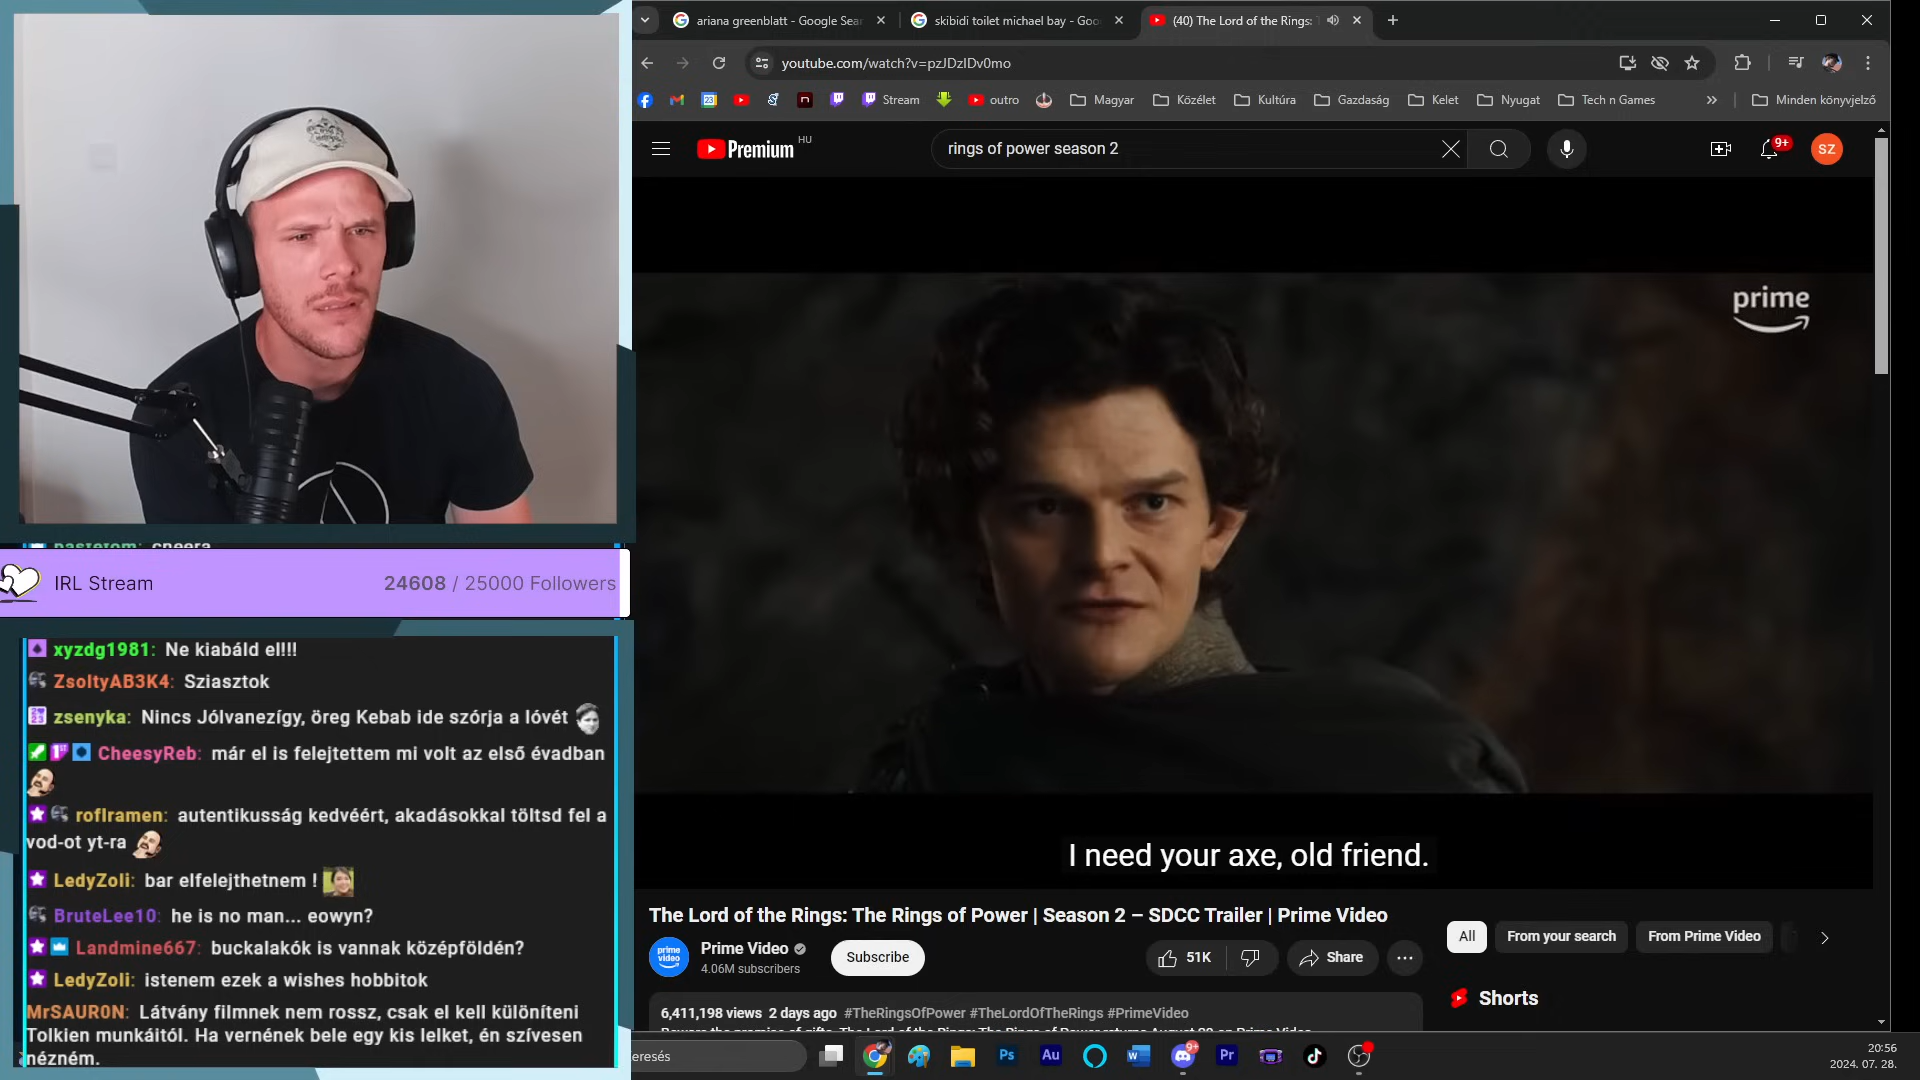 ariana greenblatt - Google Sear
skibidi toilet michael bay - Goo
(40) The Lord of the Rings:
youtube.com/watch?v=pzJDzIDv0mo
Stream
outro
Magyar
Közélet
Kultúra
Gazdaság
Kelet
Nyugat
Tech n Games
Minden könyvjelző
Premium HU
rings of power season 2
9+
SZ
prime
I need your axe, old friend.
The Lord of the Rings: The Rings of Power | Season 2 – SDCC Trailer | Prime Video
prime video
Prime Video
4.06M subscribers
Subscribe
51K
Share
All
From your search
From Prime Video
Shorts
6,411,198 views 2 days ago #TheRingsOfPower #TheLordOfTheRings #PrimeVideo
IRL Stream
24608 / 25000 Followers
xyzdg1981: Ne kiabáld el!!!
ZsoltyAB3K4: Sziasztok
zsenyka: Nincs Jólvanezígy, öreg Kebab ide szórja a lóvét
CheesyReb: már el is felejtettem mi volt az első évadban
roflramen: autentikusság kedvéért, akadásokkal töltsd fel a
vod-ot yt-ra
LedyZoli: bar elfelejthetnem !
BruteLee10: he is no man... eowyn?
Landmine667: buckalakók is vannak középföldén?
LedyZoli: istenem ezek a wishes hobbitok
MrSAUR0N: Látvány filmnek nem rossz, csak el kell különíteni
Tolkien munkáitól. Ha vernének bele egy kis lelket, én szívesen
nézném.
eresés
Ps
Au
9+
Pr
20:56
2024. 07. 28.